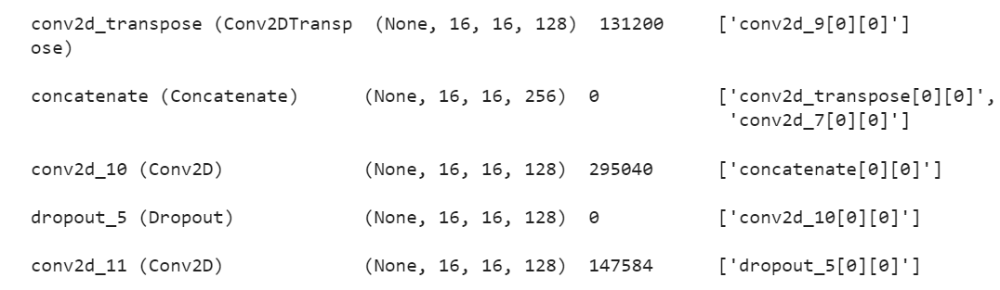 conv2d_transpose (Conv2DTransp  (None, 16, 16, 128)  131200     ['conv2d_9[0][0]']
ose)
concatenate (Concatenate)      (None, 16, 16, 256)  0           ['conv2d_transpose[0][0]',
                                                                  'conv2d_7[0][0]']
conv2d_10 (Conv2D)             (None, 16, 16, 128)  295040      ['concatenate[0][0]']
dropout_5 (Dropout)            (None, 16, 16, 128)  0           ['conv2d_10[0][0]']
conv2d_11 (Conv2D)             (None, 16, 16, 128)  147584      ['dropout_5[0][0]']